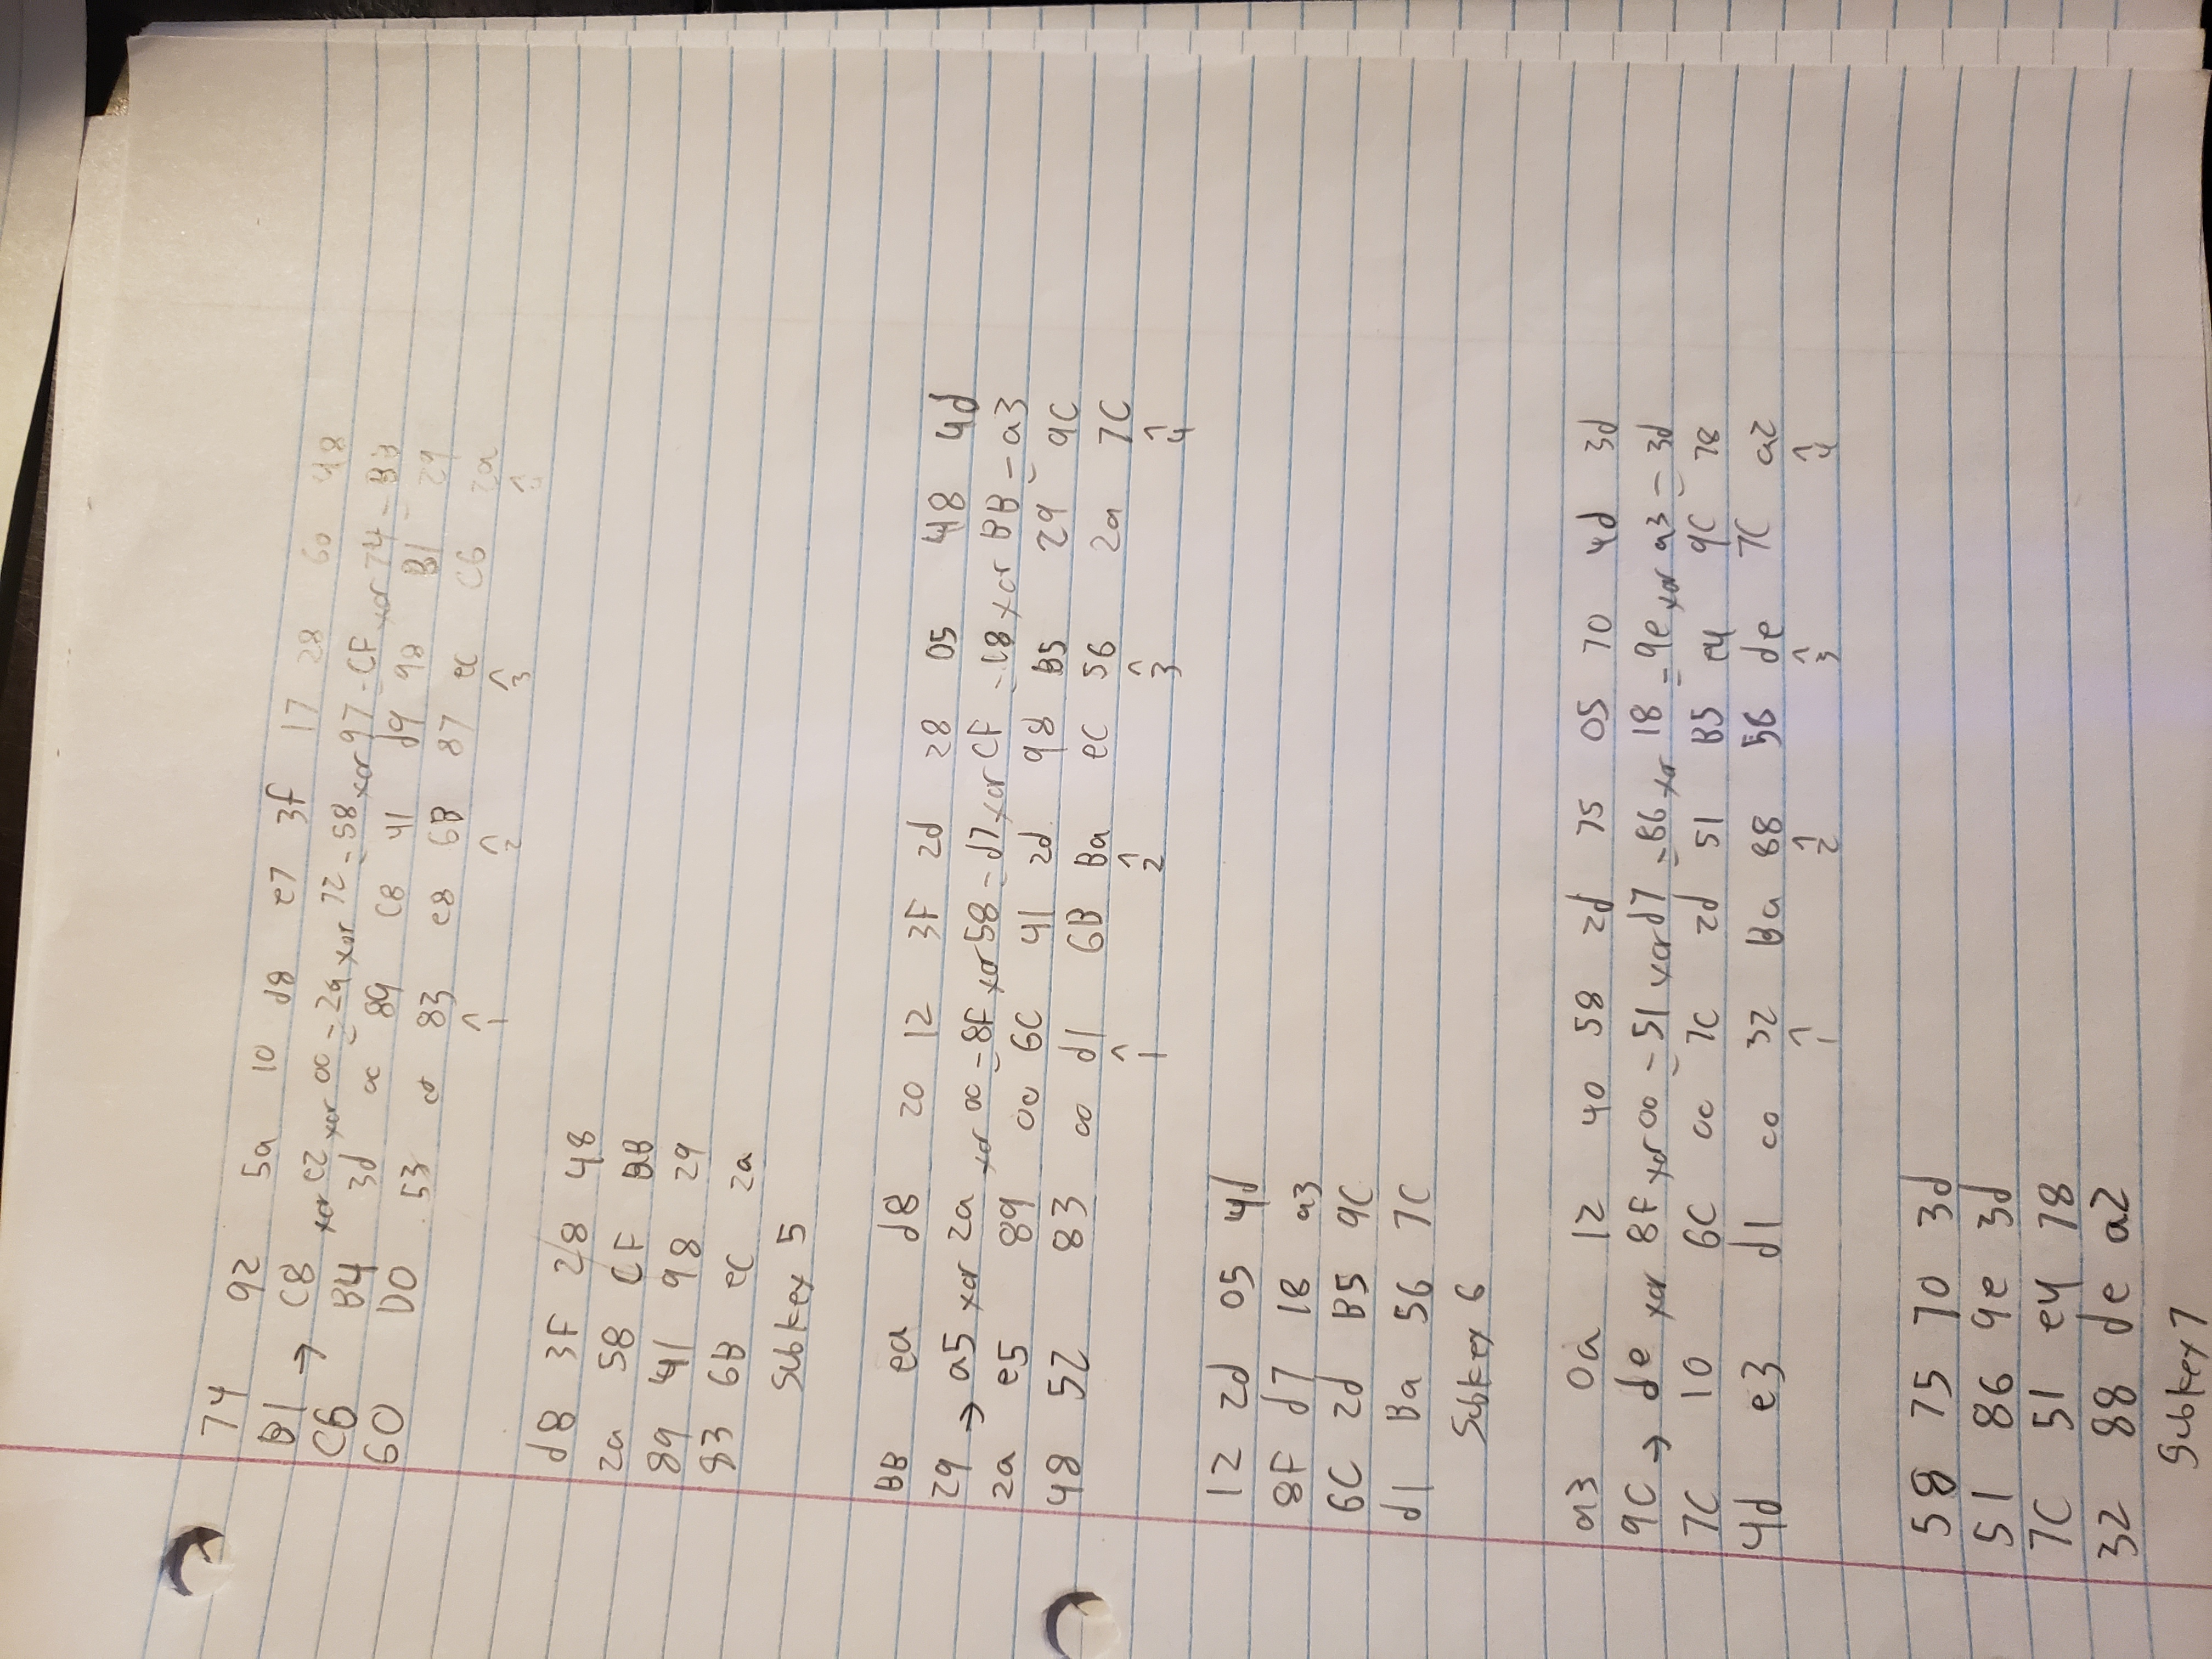 74 92 5a 10 d8 e7 3f 17 28 60 48
B1 → C8 xor e2 xor 00 = 2a xor 72 = 58 xor 97 = CF xor 74 = BB
C6 B4 3d 00 89 C8 41 d9 98 B1 29
60 D0 53 00 83 e8 6B 87 ec C6 2a
^ ^ ^ ^
1 2 3 4
d8 3F 28 48
2a 58 CF BB
89 41 98 29
83 6B ec 2a
Subkey 5
BB ea d8 20 12 3F 2d 28 05 48 4d
29 → a5 xor 2a xor 00 = 8F xor 58 = d7 xor CF = 18 xor BB = a3
2a e5 89 00 6C 41 2d 98 B5 29 9C
48 52 83 00 d1 6B Ba ec 56 2a 7C
^ ^ ^ ^
1 2 3 4
12 2d 05 4d
8F d7 18 a3
6C 2d B5 9C
d1 Ba 56 7C
Subkey 6
a3 0a 12 40 58 2d 75 05 70 4d 3d
9C → de xor 8F xor 00 = 51 xor d7 = 86 xor 18 = 9e xor a3 = 3d
7C 10 6C 00 7C 2d 51 B5 e4 9C 78
4d e3 d1 00 32 Ba 88 56 de 7C a2
^ ^ ^ ^
1 2 3 4
58 75 70 3d
51 86 9e 3d
7C 51 e4 78
32 88 de a2
Subkey 7